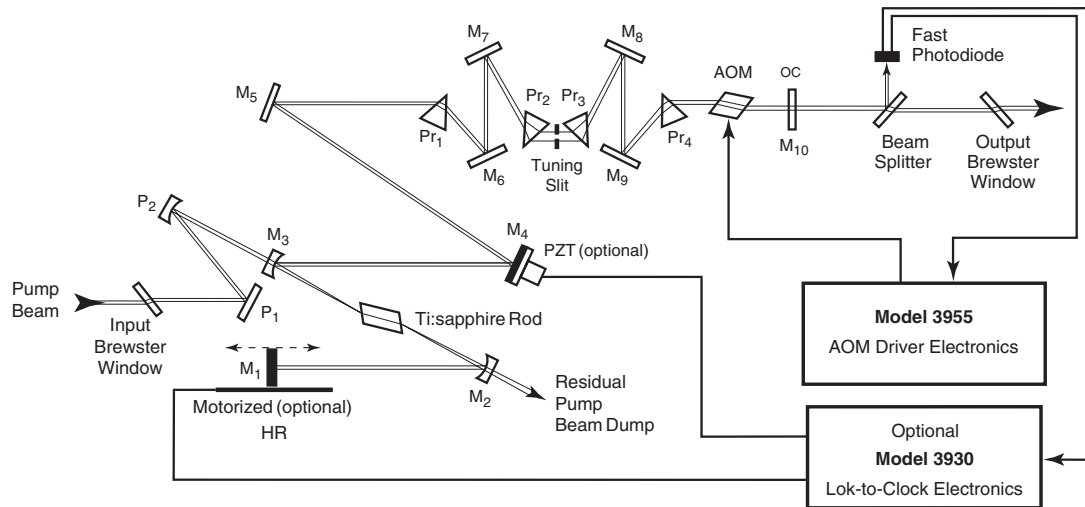 M7
M8
Fast
Photodiode
M5
Pr2
Pr3
AOM
OC
Pr1
Pr4
M6
Tuning
Slit
M9
M10
Beam
Splitter
Output
Brewster
Window
P2
M3
M4
PZT (optional)
Pump
Beam
P1
Input
Brewster
Window
Ti:sapphire Rod
Model 3955
AOM Driver Electronics
M1
M2
Motorized (optional)
HR
Residual
Pump
Beam Dump
Optional
Model 3930
Lok-to-Clock Electronics